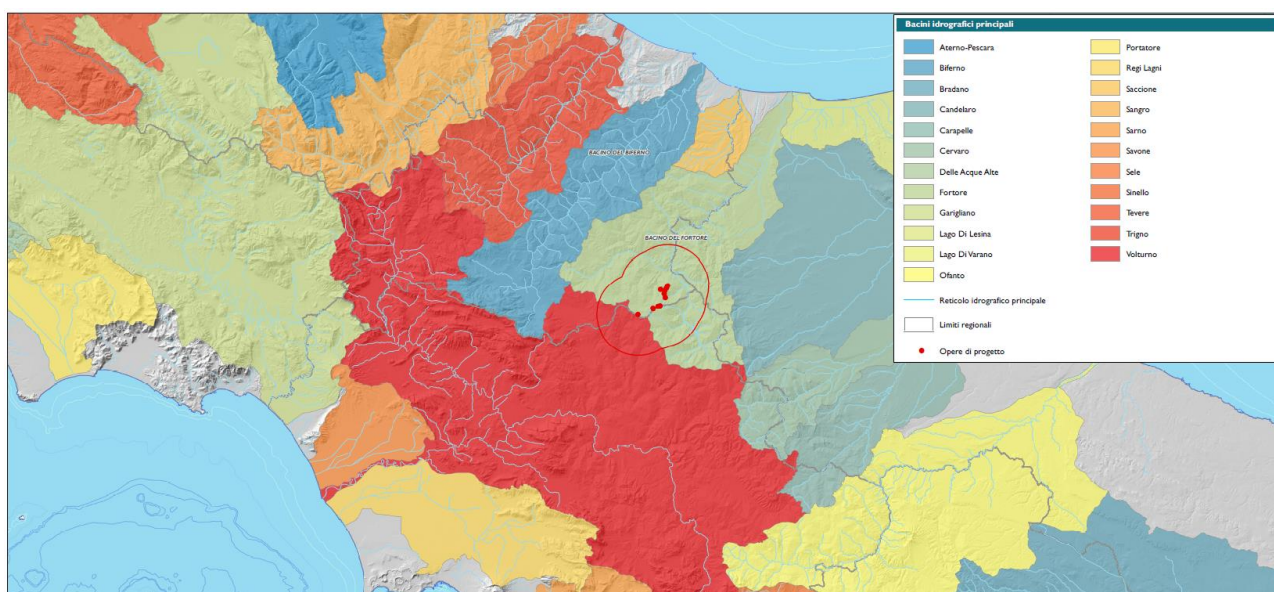 Bacini idrografici principali
Aterno-Pescara
Biferno
Bradano
Candelaro
Carapelle
Cervaro
Delle Acque Alte
Fortore
Garigliano
Lago Di Lesina
Lago Di Varano
Ofanto
Portatore
Regi Lagni
Saccione
Sangro
Sarno
Savone
Sele
Sinello
Tevere
Trigno
Volturno
Reticolo idrografico principale
Limiti regionali
Opere di progetto
BACINO DEL BIFERNO
BACINO DEL FORTORE